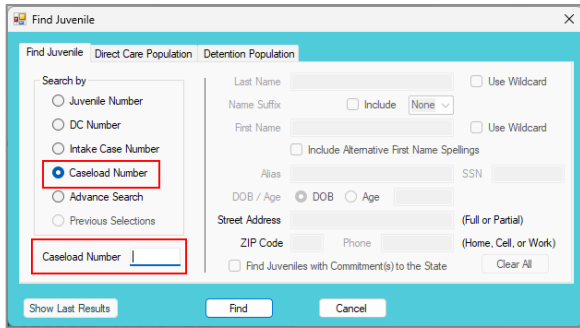 Find Juvenile
Find Juvenile Direct Care Population Detention Population
Search by
Juvenile Number
DC Number
Intake Case Number
Caseload Number
Advance Search
Previous Selections
Caseload Number
Last Name Use Wildcard
Name Suffix Include None
First Name Use Wildcard
Include Alternative First Name Spellings
Alias SSN
DOB / Age DOB Age
Street Address (Full or Partial)
ZIP Code Phone (Home, Cell, or Work)
Find Juveniles with Commitment(s) to the State Clear All
Show Last Results Find Cancel